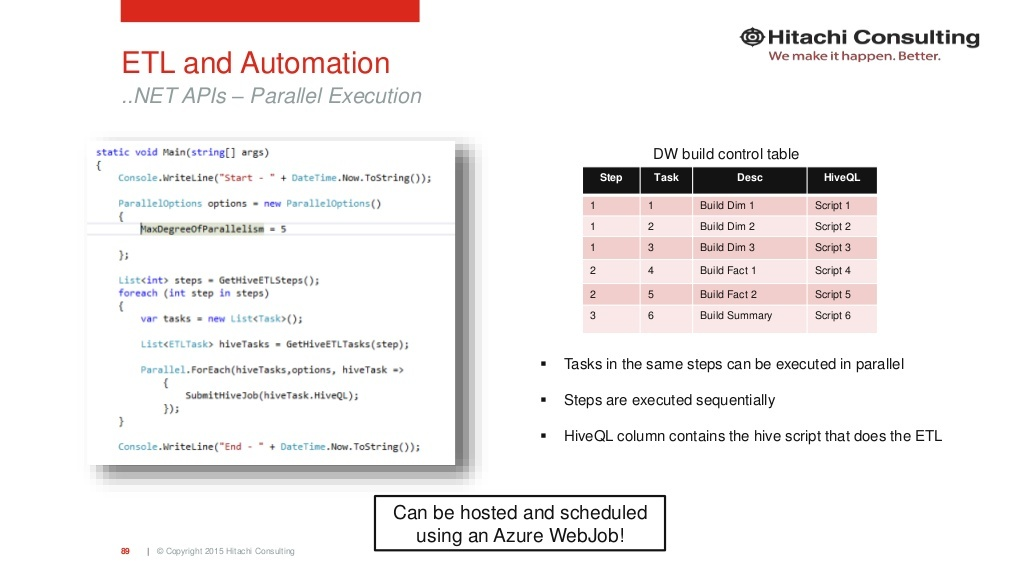 Hitachi Consulting
We make it happen. Better.
ETL and Automation
..NET APIs – Parallel Execution
static void Main(string[] args)
{
Console.WriteLine("Start - " + DateTime.Now.ToString());
ParallelOptions options = new ParallelOptions()
{
MaxDegreeOfParallelism = 5
};
List<int> steps = GetHiveETLSteps();
foreach (int step in steps)
{
var tasks = new List<Task>();
List<ETLTask> hiveTasks = GetHiveETLTasks(step);
Parallel.ForEach(hiveTasks,options, hiveTask =>
{
SubmitHiveJob(hiveTask.HiveQL);
});
}
Console.WriteLine("End - " + DateTime.Now.ToString());
DW build control table
Step Task Desc HiveQL
1 1 Build Dim 1 Script 1
1 2 Build Dim 2 Script 2
1 3 Build Dim 3 Script 3
2 4 Build Fact 1 Script 4
2 5 Build Fact 2 Script 5
3 6 Build Summary Script 6
▪ Tasks in the same steps can be executed in parallel
▪ Steps are executed sequentially
▪ HiveQL column contains the hive script that does the ETL
Can be hosted and scheduled
using an Azure WebJob!
89 | © Copyright 2015 Hitachi Consulting